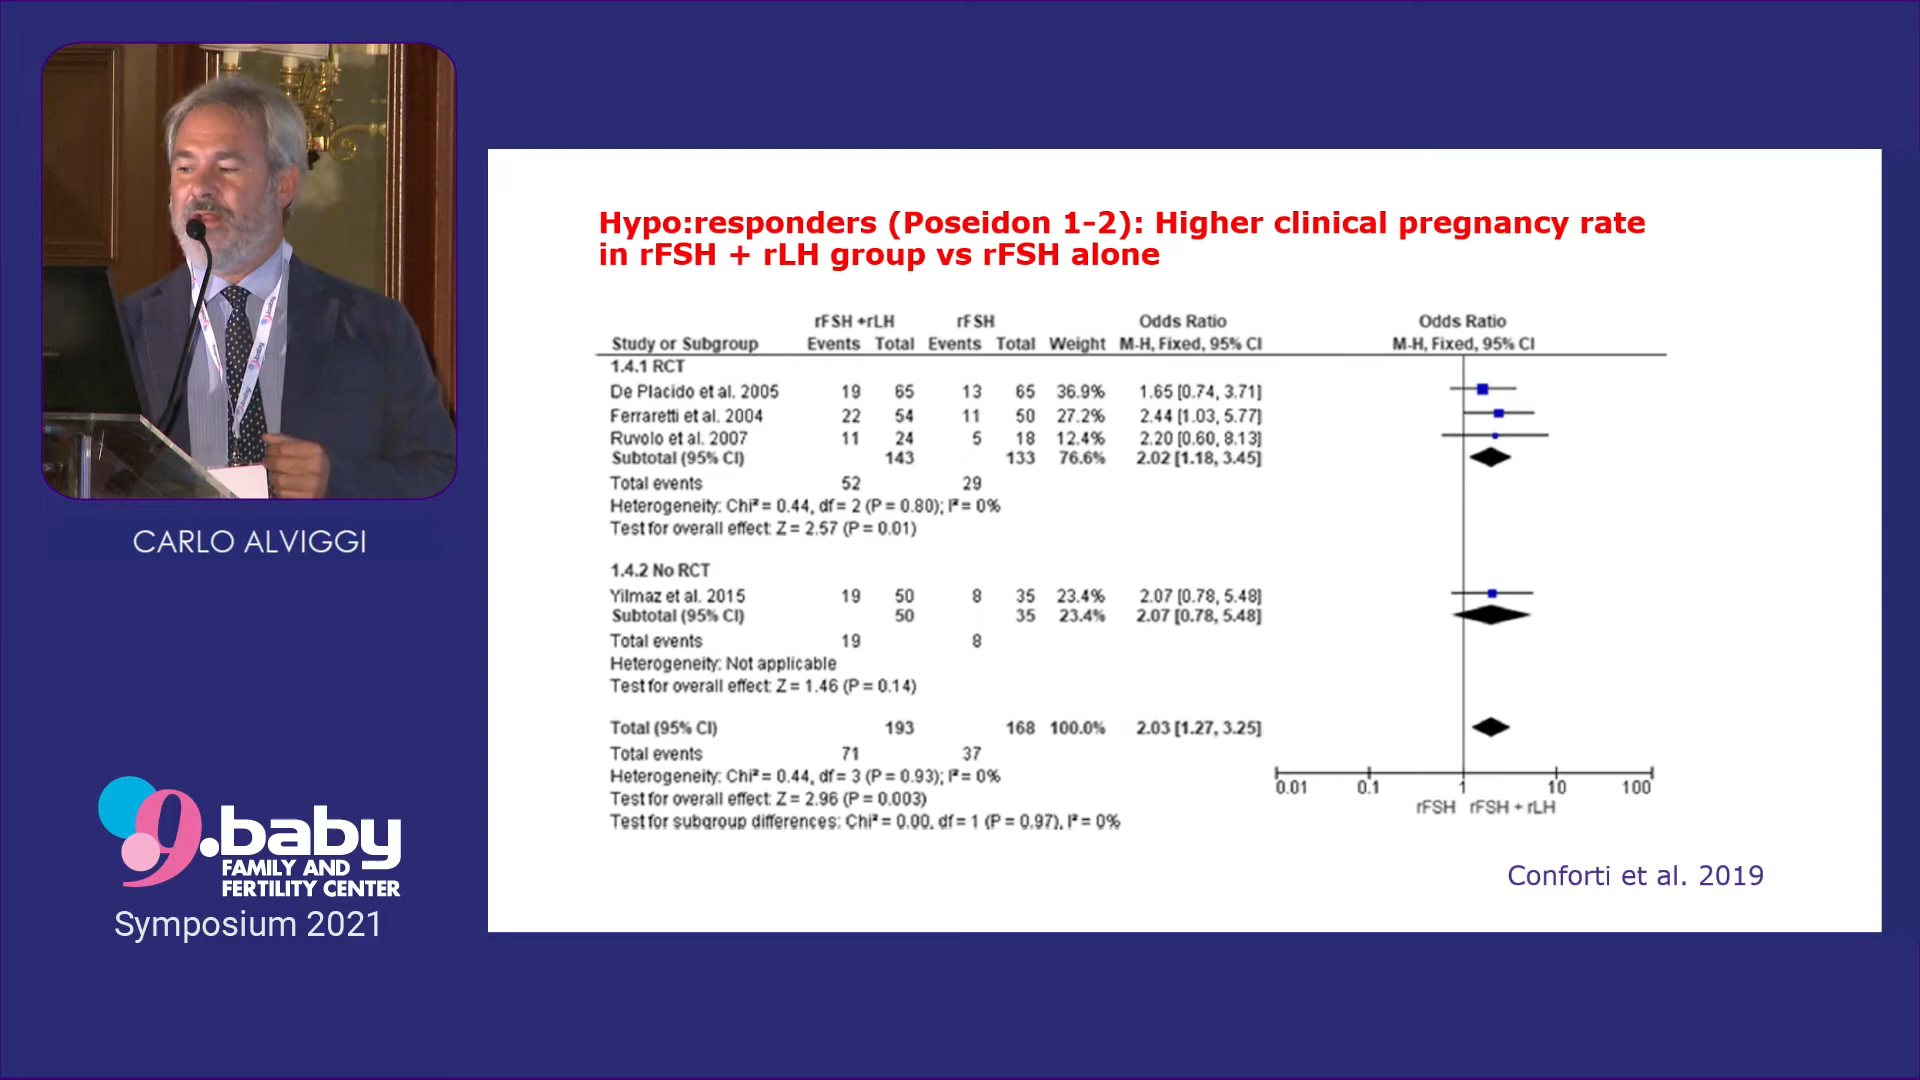 CARLO ALVIGGI
9.baby
FAMILY AND
FERTILITY CENTER
Symposium 2021
Hypo:responders (Poseidon 1-2): Higher clinical pregnancy rate
in rFSH + rLH group vs rFSH alone
rFSH +rLH rFSH Odds Ratio Odds Ratio
Study or Subgroup Events Total Events Total Weight M-H, Fixed, 95% CI M-H, Fixed, 95% CI
1.4.1 RCT
De Placido et al. 2005 19 65 13 65 36.9% 1.65 [0.74, 3.71]
Ferraretti et al. 2004 22 54 11 50 27.2% 2.44 [1.03, 5.77]
Ruvolo et al. 2007 11 24 5 18 12.4% 2.20 [0.60, 8.13]
Subtotal (95% CI) 143 133 76.6% 2.02 [1.18, 3.45]
Total events 52 29
Heterogeneity: Chi² = 0.44, df = 2 (P = 0.80); I² = 0%
Test for overall effect: Z = 2.57 (P = 0.01)
1.4.2 No RCT
Yilmaz et al. 2015 19 50 8 35 23.4% 2.07 [0.78, 5.48]
Subtotal (95% CI) 50 35 23.4% 2.07 [0.78, 5.48]
Total events 19 8
Heterogeneity: Not applicable
Test for overall effect: Z = 1.46 (P = 0.14)
Total (95% CI) 193 168 100.0% 2.03 [1.27, 3.25]
Total events 71 37
Heterogeneity: Chi² = 0.44, df = 3 (P = 0.93); I² = 0%
Test for overall effect: Z = 2.96 (P = 0.003)
Test for subgroup differences: Chi² = 0.00, df = 1 (P = 0.97), I² = 0%
0.01 0.1 1 10 100
rFSH rFSH + rLH
Conforti et al. 2019